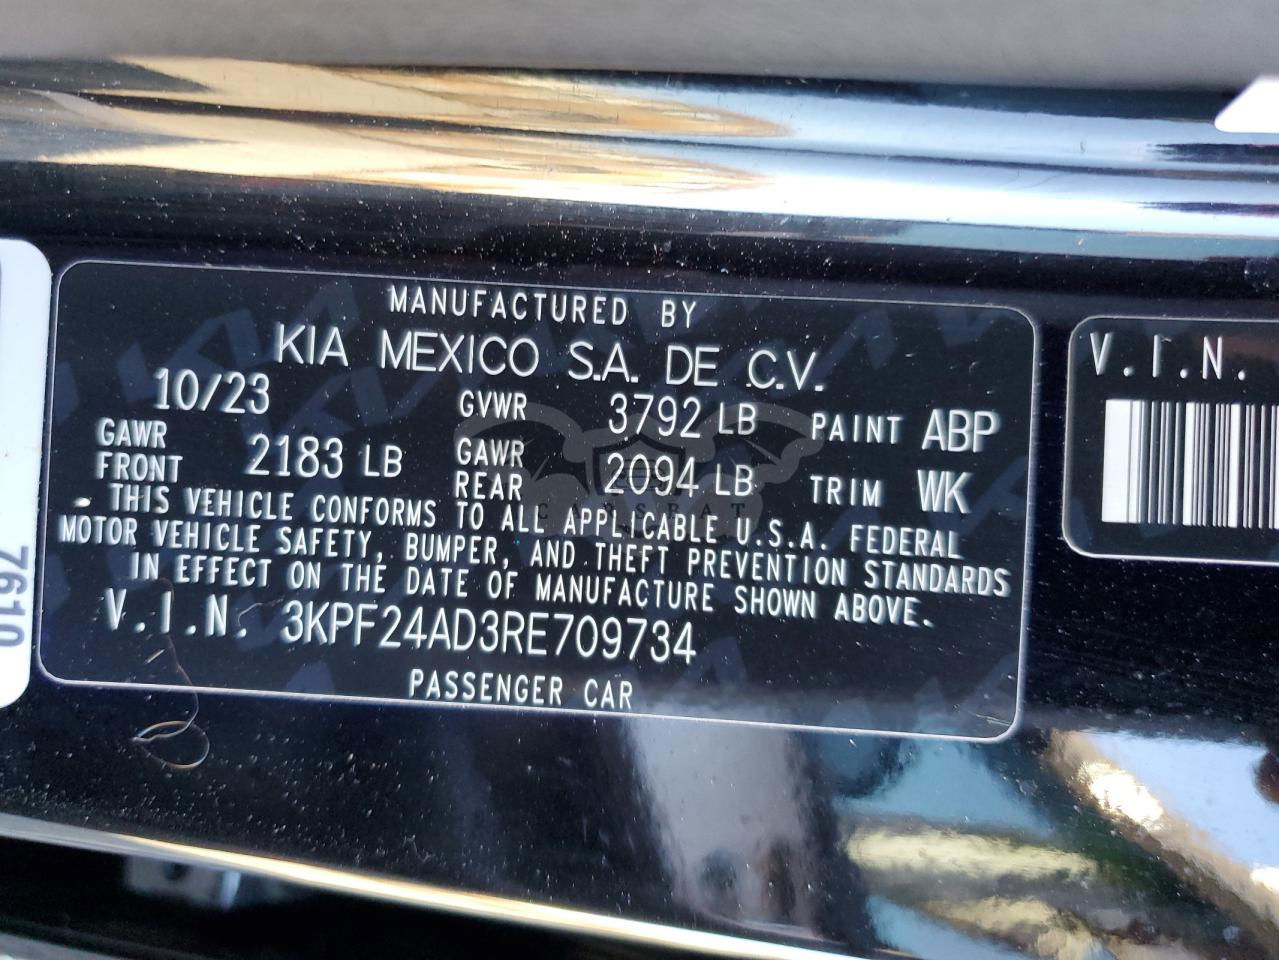 MANUFACTURED BY
KIA MEXICO S.A. DE C.V.
10/23 GVWR 3792 LB PAINT ABP
GAWR FRONT 2183 LB GAWR REAR 2094 LB TRIM WK
THIS VEHICLE CONFORMS TO ALL APPLICABLE U.S.A. FEDERAL
MOTOR VEHICLE SAFETY, BUMPER, AND THEFT PREVENTION STANDARDS
IN EFFECT ON THE DATE OF MANUFACTURE SHOWN ABOVE.
V.I.N. 3KPF24AD3RE709734
PASSENGER CAR
V.I.N.
7610
CARSRAT